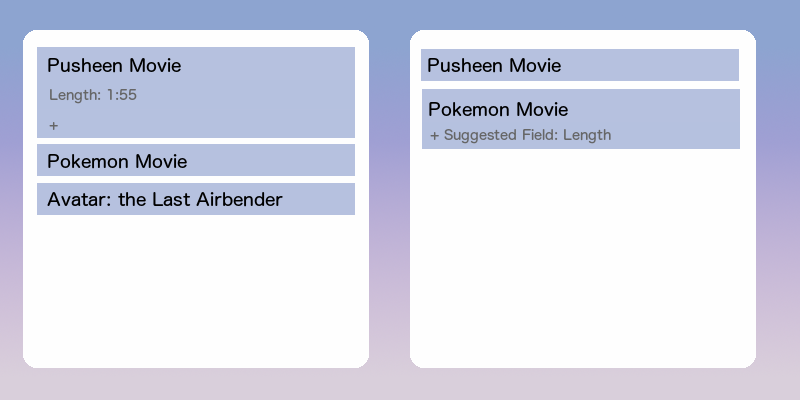 Pusheen Movie
Length: 1:55
+
Pokemon Movie
Avatar: the Last Airbender
Pusheen Movie
Pokemon Movie
+ Suggested Field: Length